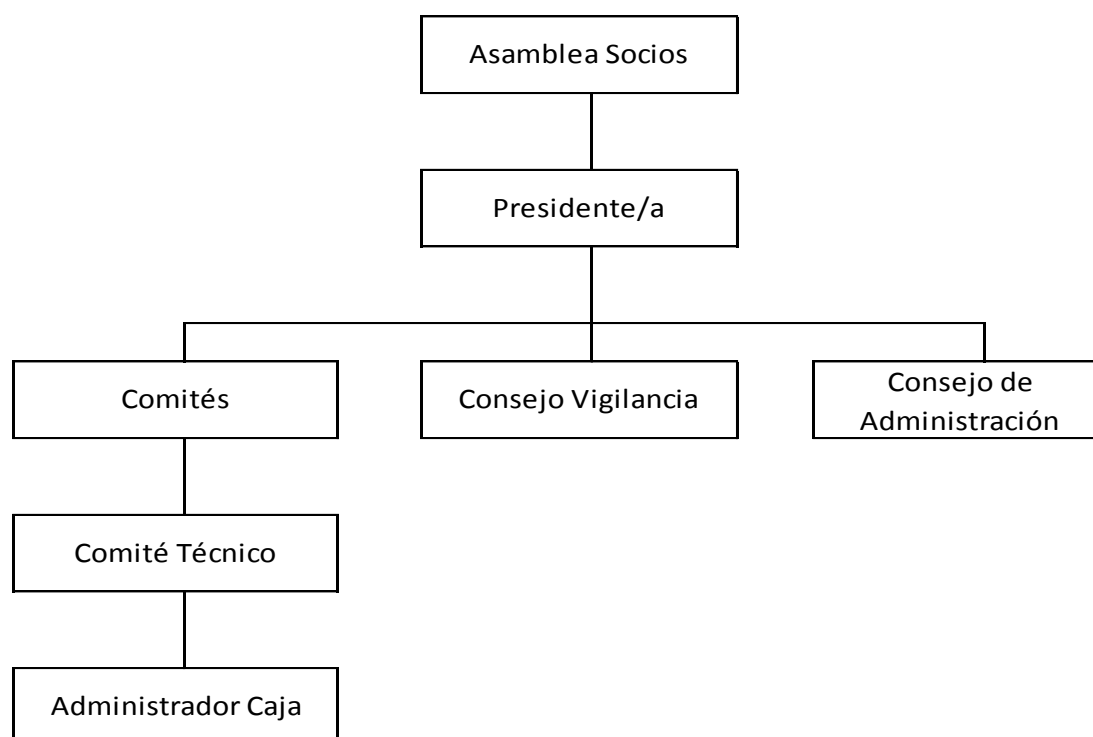 Asamblea Socios
Presidente/a
Comités
Consejo Vigilancia
Consejo de
Administración
Comité Técnico
Administrador Caja